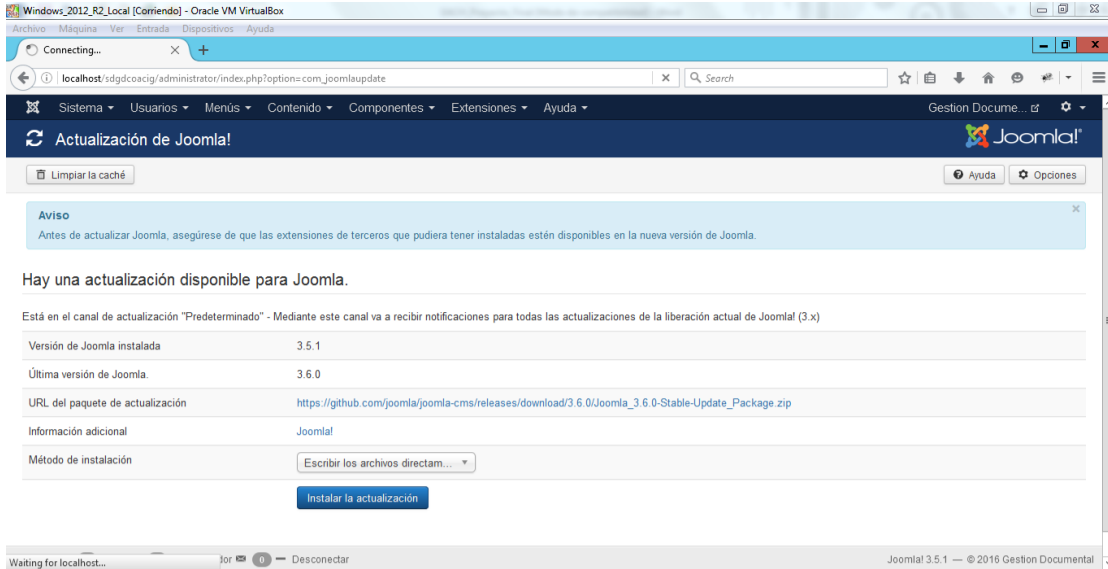 Windows_2012_R2_Local [Corriendo] - Oracle VM VirtualBox
Archivo Máquina Ver Entrada Dispositivos Ayuda
Connecting...
localhost/sdgdcoacig/administrator/index.php?option=com_joomlaupdate
Search
Sistema Usuarios Menús Contenido Componentes Extensiones Ayuda
Gestion Docume...
Actualización de Joomla!
Joomla!®
Limpiar la caché
Ayuda
Opciones
Aviso
Antes de actualizar Joomla, asegúrese de que las extensiones de terceros que pudiera tener instaladas estén disponibles en la nueva versión de Joomla.
Hay una actualización disponible para Joomla.
Está en el canal de actualización "Predeterminado" - Mediante este canal va a recibir notificaciones para todas las actualizaciones de la liberación actual de Joomla! (3.x)
Versión de Joomla instalada 3.5.1
Última versión de Joomla. 3.6.0
URL del paquete de actualización https://github.com/joomla/joomla-cms/releases/download/3.6.0/Joomla_3.6.0-Stable-Update_Package.zip
Información adicional Joomla!
Método de instalación Escribir los archivos directam...
Instalar la actualización
Waiting for localhost...
dor 0 Desconectar
Joomla! 3.5.1 — © 2016 Gestion Documental